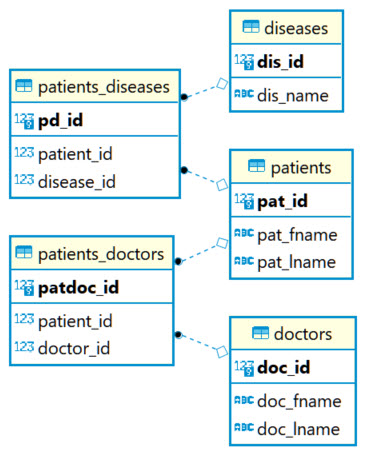 diseases
123 dis_id
ABC dis_name
patients_diseases
123 pd_id
123 patient_id
123 disease_id
patients
123 pat_id
ABC pat_fname
ABC pat_lname
patients_doctors
123 patdoc_id
123 patient_id
123 doctor_id
doctors
123 doc_id
ABC doc_fname
ABC doc_lname